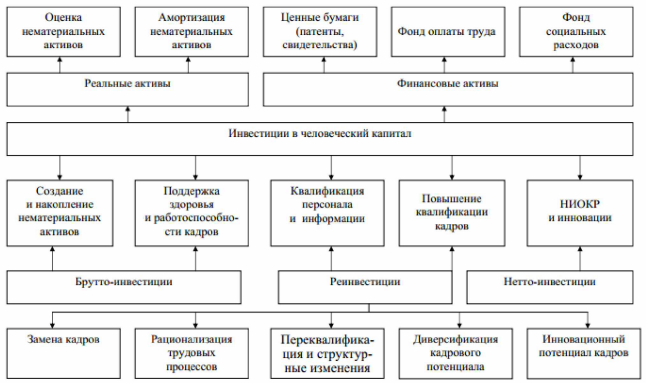 Оценка
нематериальных
активов
Амортизация
нематериальных
активов
Ценные бумаги
(патенты,
свидетельства)
Фонд оплаты труда
Фонд
социальных
расходов
Реальные активы
Финансовые активы
Инвестиции в человеческий капитал
Создание
и накопление
нематериальных
активов
Поддержка
здоровья
и работоспособно-
сти кадров
Квалификация
персонала
и информации
Повышение
квалификации
кадров
НИОКР
и инновации
Брутто-инвестиции
Реинвестиции
Нетто-инвестиции
Замена кадров
Рационализация
трудовых
процессов
Переквалифика-
ция и структур-
ные изменения
Диверсификация
кадрового
потенциала
Инновационный
потенциал кадров